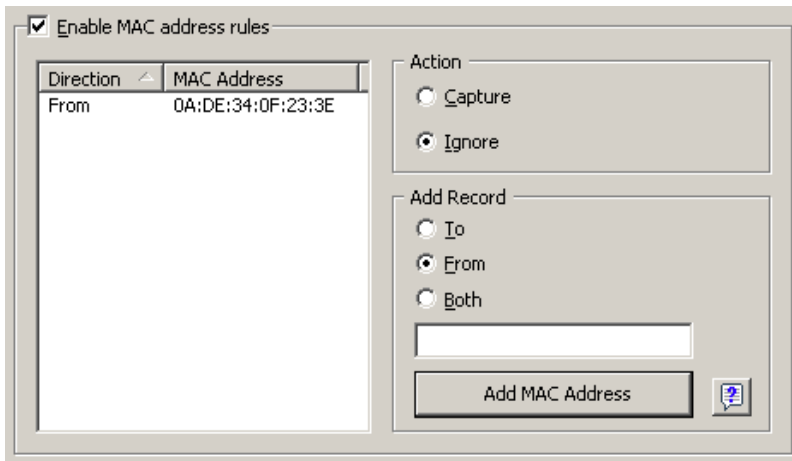 Enable MAC address rules
Direction MAC Address
From 0A:DE:34:0F:23:3E
Action
Capture
Ignore
Add Record
To
From
Both
Add MAC Address
?